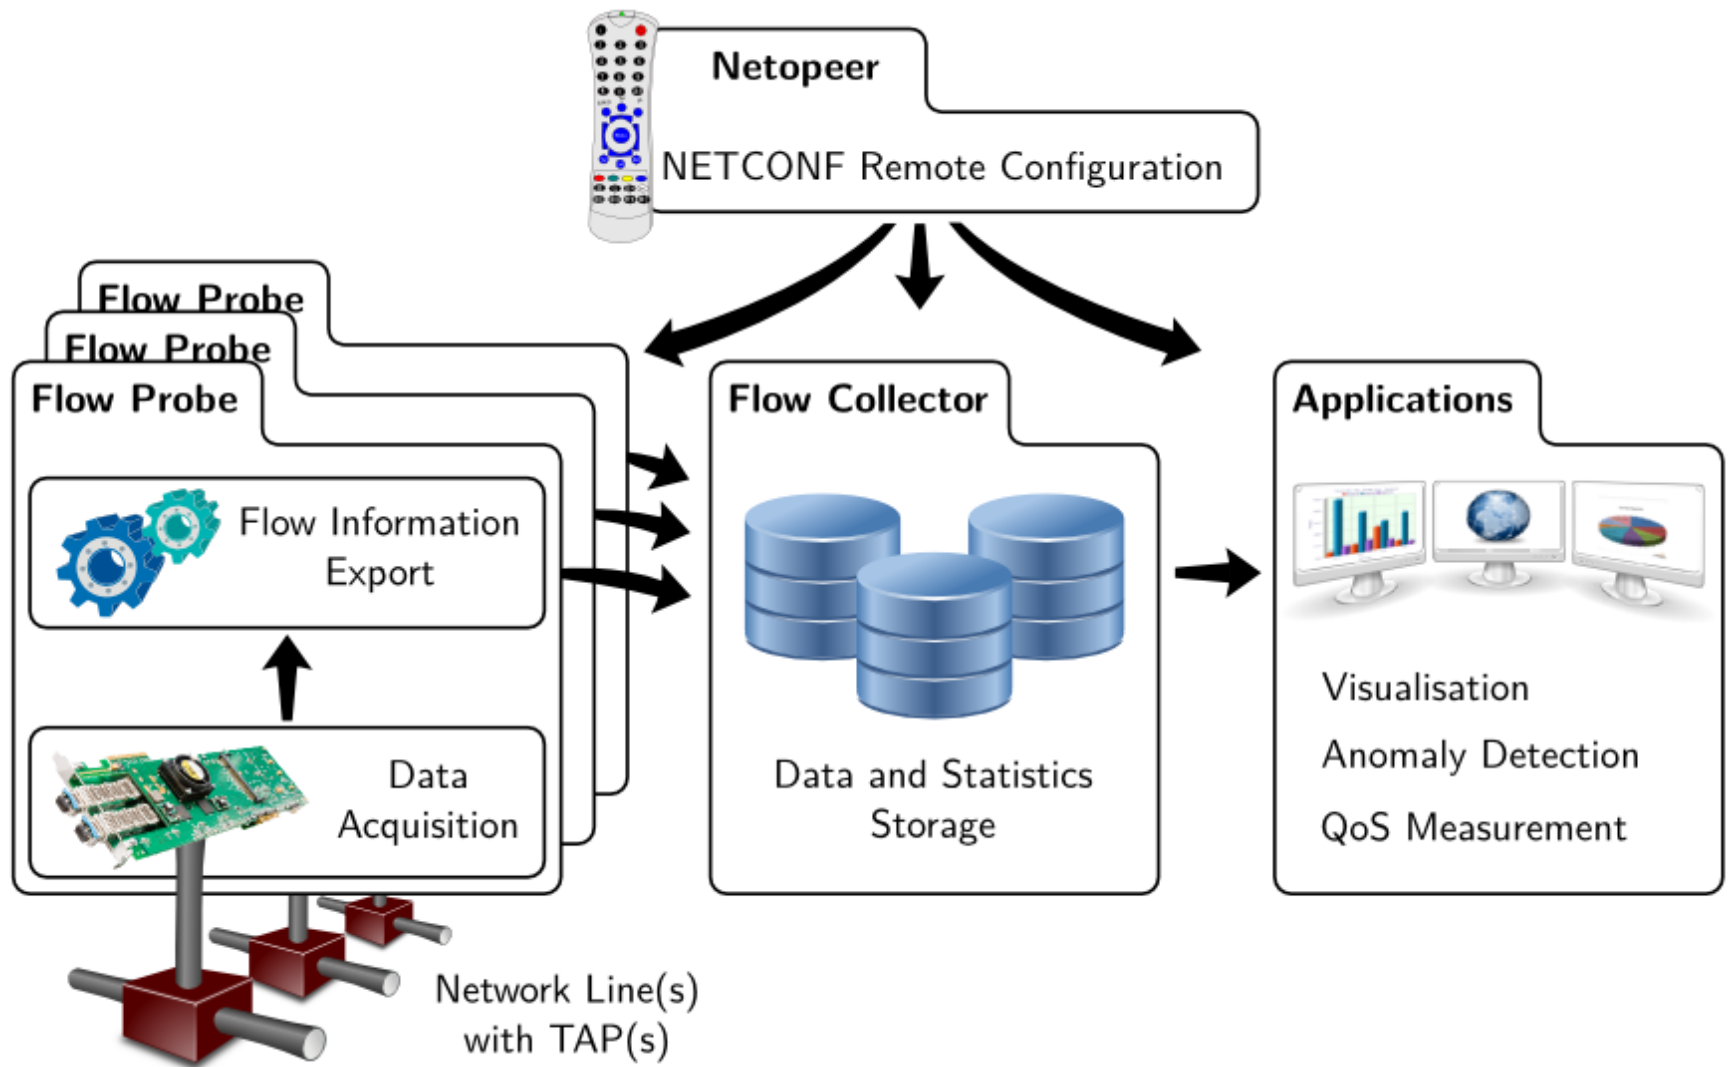 Netopeer
NETCONF Remote Configuration
Flow Probe
Flow Probe
Flow Probe
Flow Information
Export
Data
Acquisition
Network Line(s)
with TAP(s)
Flow Collector
Data and Statistics
Storage
Applications
Visualisation
Anomaly Detection
QoS Measurement